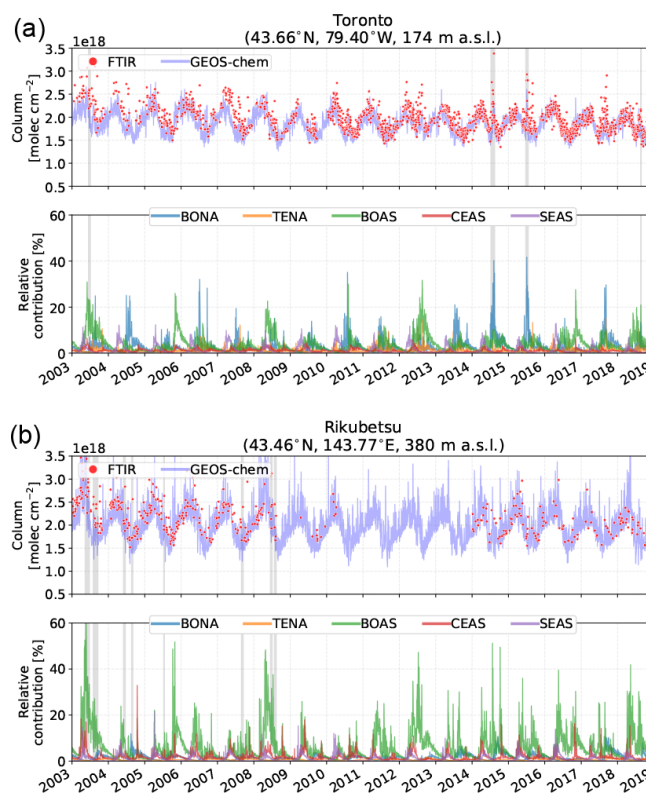 (a)
Toronto
(43.66°N, 79.40°W, 174 m a.s.l.)
1e18
3.5
3.0
2.5
2.0
1.5
1.0
0.5
Column
[molec cm⁻²]
FTIR
GEOS-chem
60
40
20
0
Relative
contribution [%]
BONA
TENA
BOAS
CEAS
SEAS
2003
2004
2005
2006
2007
2008
2009
2010
2011
2012
2013
2014
2015
2016
2017
2018
2019
(b)
Rikubetsu
(43.46°N, 143.77°E, 380 m a.s.l.)
1e18
3.5
3.0
2.5
2.0
1.5
1.0
0.5
Column
[molec cm⁻²]
FTIR
GEOS-chem
60
40
20
0
Relative
contribution [%]
BONA
TENA
BOAS
CEAS
SEAS
2003
2004
2005
2006
2007
2008
2009
2010
2011
2012
2013
2014
2015
2016
2017
2018
2019